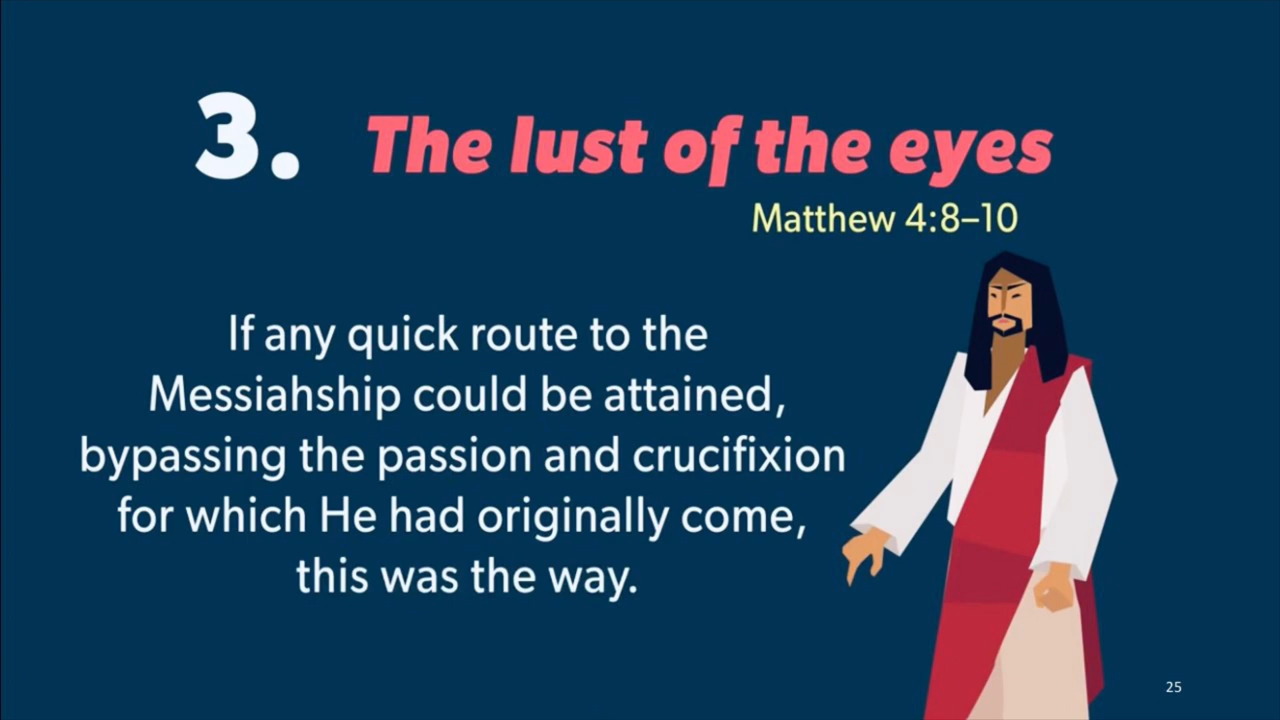 3. The lust of the eyes
Matthew 4:8–10
If any quick route to the
Messiahship could be attained,
bypassing the passion and crucifixion
for which He had originally come,
this was the way.
25